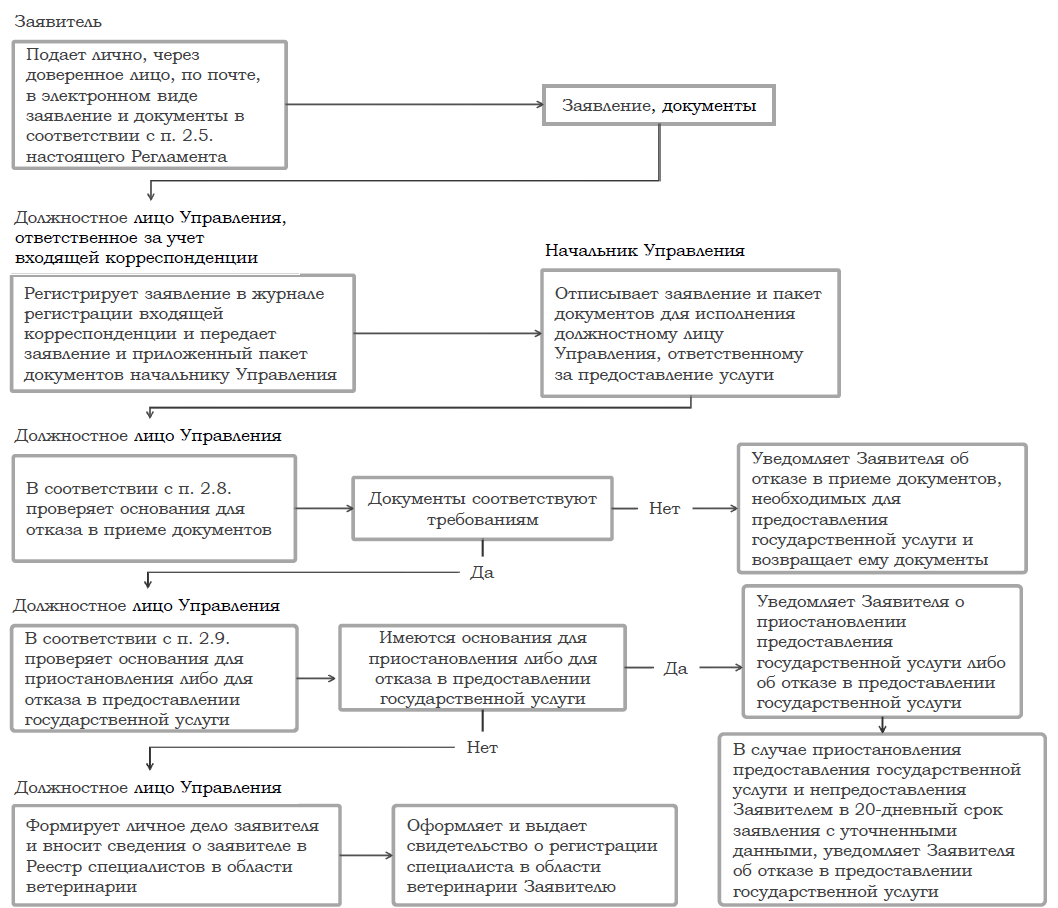 Заявитель
Подает лично, через
доверенное лицо, по почте,
в электронном виде
заявление и документы в
соответствии с п. 2.5.
настоящего Регламента
Заявление, документы
Должностное лицо Управления,
ответственное за учет
входящей корреспонденции
Регистрирует заявление в журнале
регистрации входящей
корреспонденции и передает
заявление и приложенный пакет
документов начальнику Управления
Начальник Управления
Отписывает заявление и пакет
документов для исполнения
должностному лицу
Управления, ответственному
за предоставление услуги
Должностное лицо Управления
В соответствии с п. 2.8.
проверяет основания для
отказа в приеме документов
Документы соответствуют
требованиям
Нет
Уведомляет Заявителя об
отказе в приеме документов,
необходимых для
предоставления
государственной услуги и
возвращает ему документы
Да
Должностное лицо Управления
В соответствии с п. 2.9.
проверяет основания для
приостановления либо для
отказа в предоставлении
государственной услуги
Имеются основания для
приостановления либо для
отказа в предоставлении
государственной услуги
Да
Уведомляет Заявителя о
приостановлении
предоставления
государственной услуги либо
об отказе в предоставлении
государственной услуги
Нет
Должностное лицо Управления
Формирует личное дело заявителя
и вносит сведения о заявителе в
Реестр специалистов в области
ветеринарии
Оформляет и выдает
свидетельство о регистрации
специалиста в области
ветеринарии Заявителю
В случае приостановления
предоставления государственной
услуги и непредоставления
Заявителем в 20-дневный срок
заявления с уточненными
данными, уведомляет Заявителя
об отказе в предоставлении
государственной услуги